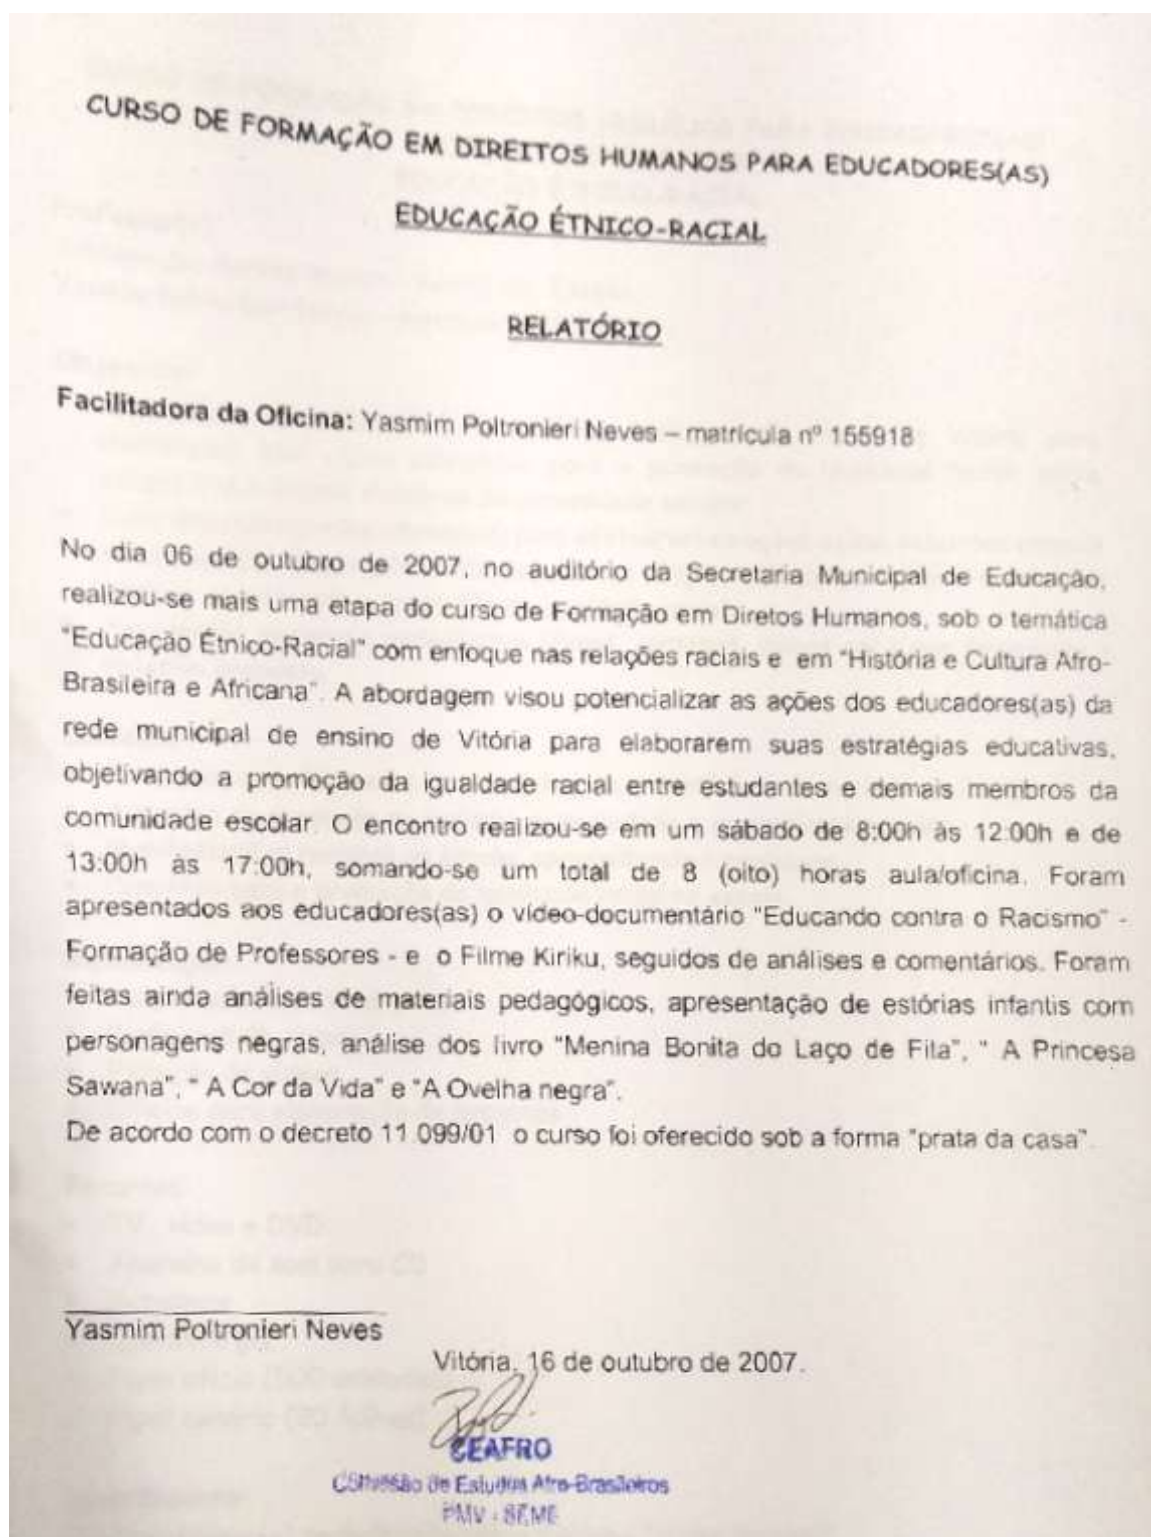 CURSO DE FORMAÇÃO EM DIREITOS HUMANOS PARA EDUCADORES(AS)
EDUCAÇÃO ÉTNICO-RACIAL
RELATÓRIO
Facilitadora da Oficina: Yasmim Poltronieri Neves – matrícula nº 155918
No dia 06 de outubro de 2007, no auditório da Secretaria Municipal de Educação,
realizou-se mais uma etapa do curso de Formação em Diretos Humanos, sob o temática
"Educação Étnico-Racial" com enfoque nas relações raciais e em "História e Cultura Afro-
Brasileira e Africana". A abordagem visou potencializar as ações dos educadores(as) da
rede municipal de ensino de Vitória para elaborarem suas estratégias educativas,
objetivando a promoção da igualdade racial entre estudantes e demais membros da
comunidade escolar. O encontro realizou-se em um sábado de 8:00h às 12:00h e de
13:00h às 17:00h, somando-se um total de 8 (oito) horas aula/oficina. Foram
apresentados aos educadores(as) o vídeo-documentário "Educando contra o Racismo" -
Formação de Professores - e o Filme Kiriku, seguidos de análises e comentários. Foram
feitas ainda análises de materiais pedagógicos, apresentação de estórias infantis com
personagens negras, análise dos livro "Menina Bonita do Laço de Fita", " A Princesa
Sawana", " A Cor da Vida" e "A Ovelha negra".
De acordo com o decreto 11.099/01 o curso foi oferecido sob a forma "prata da casa".
TV, vídeo e DVD
Aparelho de som com CD
Yasmim Poltronieri Neves
Vitória, 16 de outubro de 2007.
CEAFRO
Comissão de Estudos Afro-Brasileiros
PMV - SEME